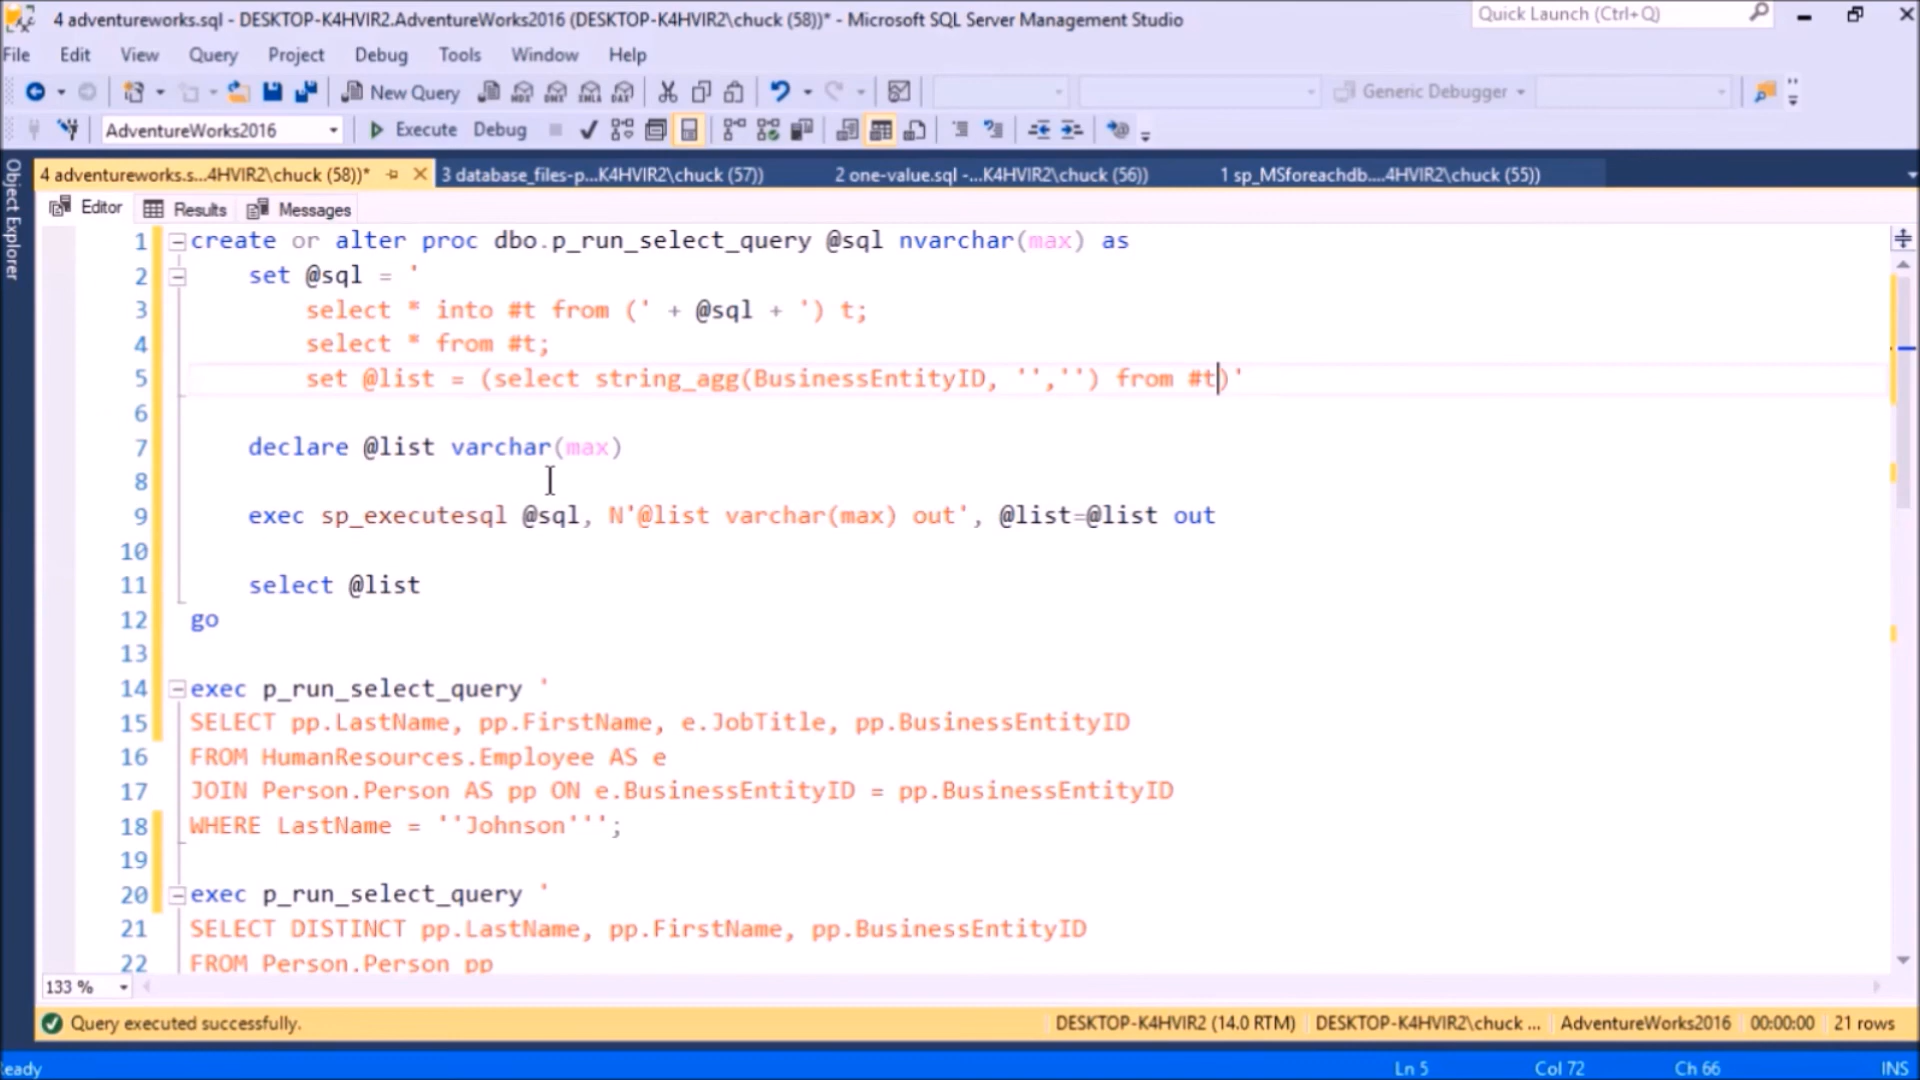 4 adventureworks.sql - DESKTOP-K4HVIR2.AdventureWorks2016 (DESKTOP-K4HVIR2\chuck (58))* - Microsoft SQL Server Management Studio
Quick Launch (Ctrl+Q)
File Edit View Query Project Debug Tools Window Help
New Query
MDX DMX XMLA DAX
Generic Debugger
AdventureWorks2016
Execute Debug
4 adventureworks.s...4HVIR2\chuck (58))*
3 database_files-p...K4HVIR2\chuck (57))
2 one-value.sql -...K4HVIR2\chuck (56))
1 sp_MSforeachdb....4HVIR2\chuck (55))
Object Explorer
Editor Results Messages
1 create or alter proc dbo.p_run_select_query @sql nvarchar(max) as
2 set @sql = '
3 select * into #t from (' + @sql + ') t;
4 select * from #t;
5 set @list = (select string_agg(BusinessEntityID, '','') from #t)'
6
7 declare @list varchar(max)
8
9 exec sp_executesql @sql, N'@list varchar(max) out', @list=@list out
10
11 select @list
12 go
13
14 exec p_run_select_query '
15 SELECT pp.LastName, pp.FirstName, e.JobTitle, pp.BusinessEntityID
16 FROM HumanResources.Employee AS e
17 JOIN Person.Person AS pp ON e.BusinessEntityID = pp.BusinessEntityID
18 WHERE LastName = ''Johnson''';
19
20 exec p_run_select_query '
21 SELECT DISTINCT pp.LastName, pp.FirstName, pp.BusinessEntityID
22 FROM Person.Person pp
133 %
Query executed successfully.
DESKTOP-K4HVIR2 (14.0 RTM)
DESKTOP-K4HVIR2\chuck ...
AdventureWorks2016
00:00:00
21 rows
eady
Ln 5
Col 72
Ch 66
INS